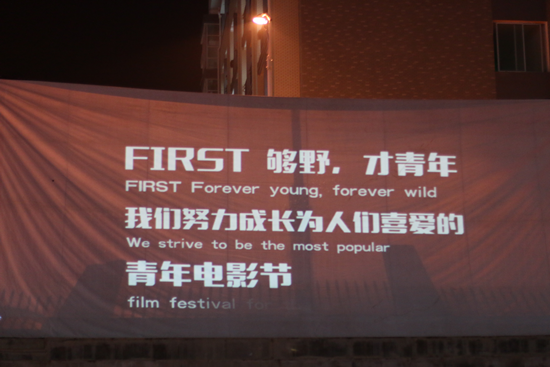 FIRST 够野，才青年
FIRST Forever young, forever wild
我们努力成长为人们喜爱的
We strive to be the most popular
青年电影节
film festival for